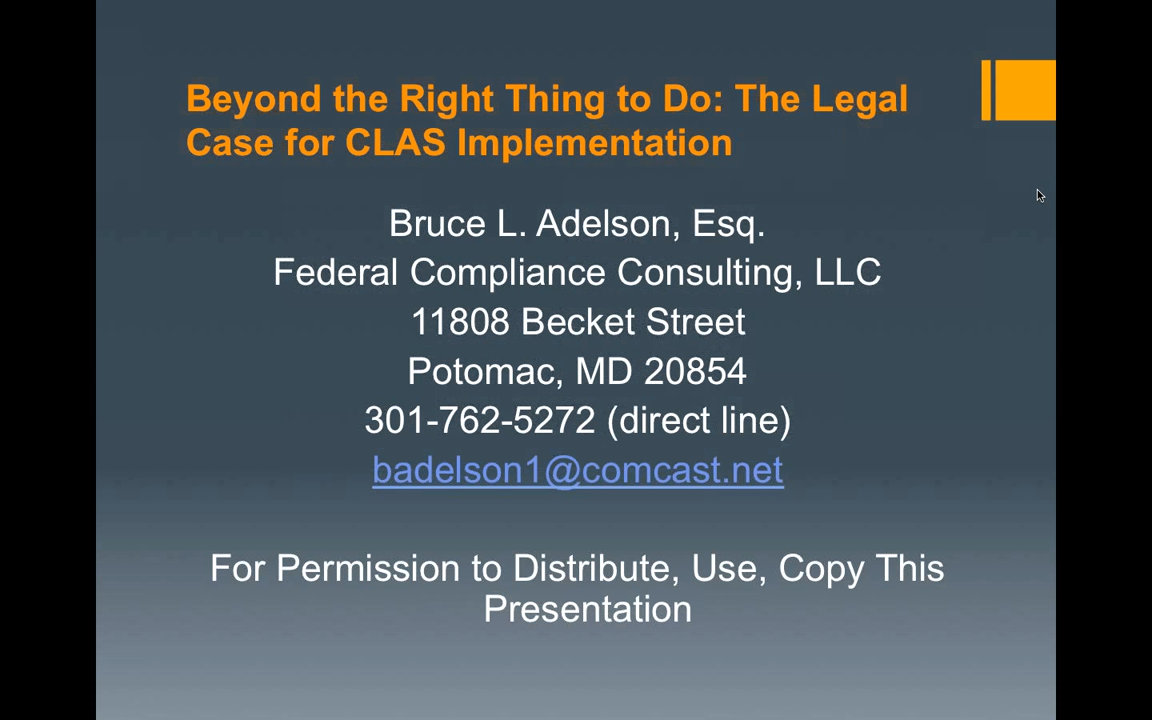 Beyond the Right Thing to Do: The Legal
Case for CLAS Implementation
Bruce L. Adelson, Esq.
Federal Compliance Consulting, LLC
11808 Becket Street
Potomac, MD 20854
301-762-5272 (direct line)
badelson1@comcast.net
For Permission to Distribute, Use, Copy This
Presentation